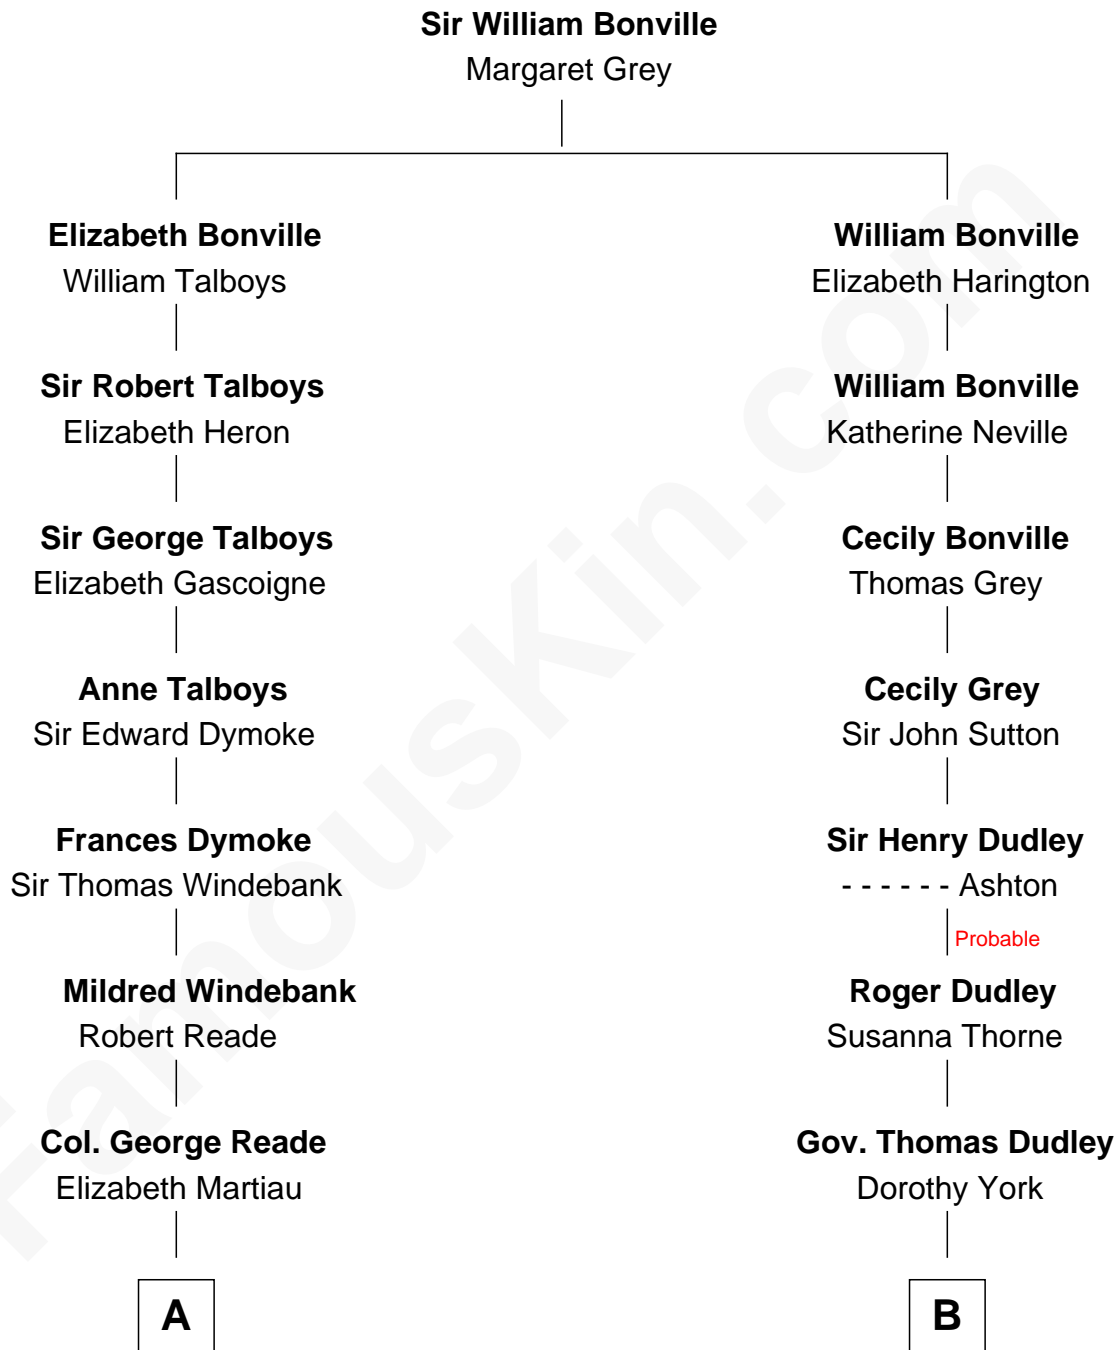 Sir William Bonville
Margaret Grey
Elizabeth Bonville
William Talboys
William Bonville
Elizabeth Harington
Sir Robert Talboys
Elizabeth Heron
William Bonville
Katherine Neville
Sir George Talboys
Elizabeth Gascoigne
Cecily Bonville
Thomas Grey
Anne Talboys
Sir Edward Dymoke
Cecily Grey
Sir John Sutton
Frances Dymoke
Sir Thomas Windebank
Sir Henry Dudley
- - - - - - Ashton
Probable
Mildred Windebank
Robert Reade
Roger Dudley
Susanna Thorne
Col. George Reade
Elizabeth Martiau
Gov. Thomas Dudley
Dorothy York
A
B
FamousKin.com